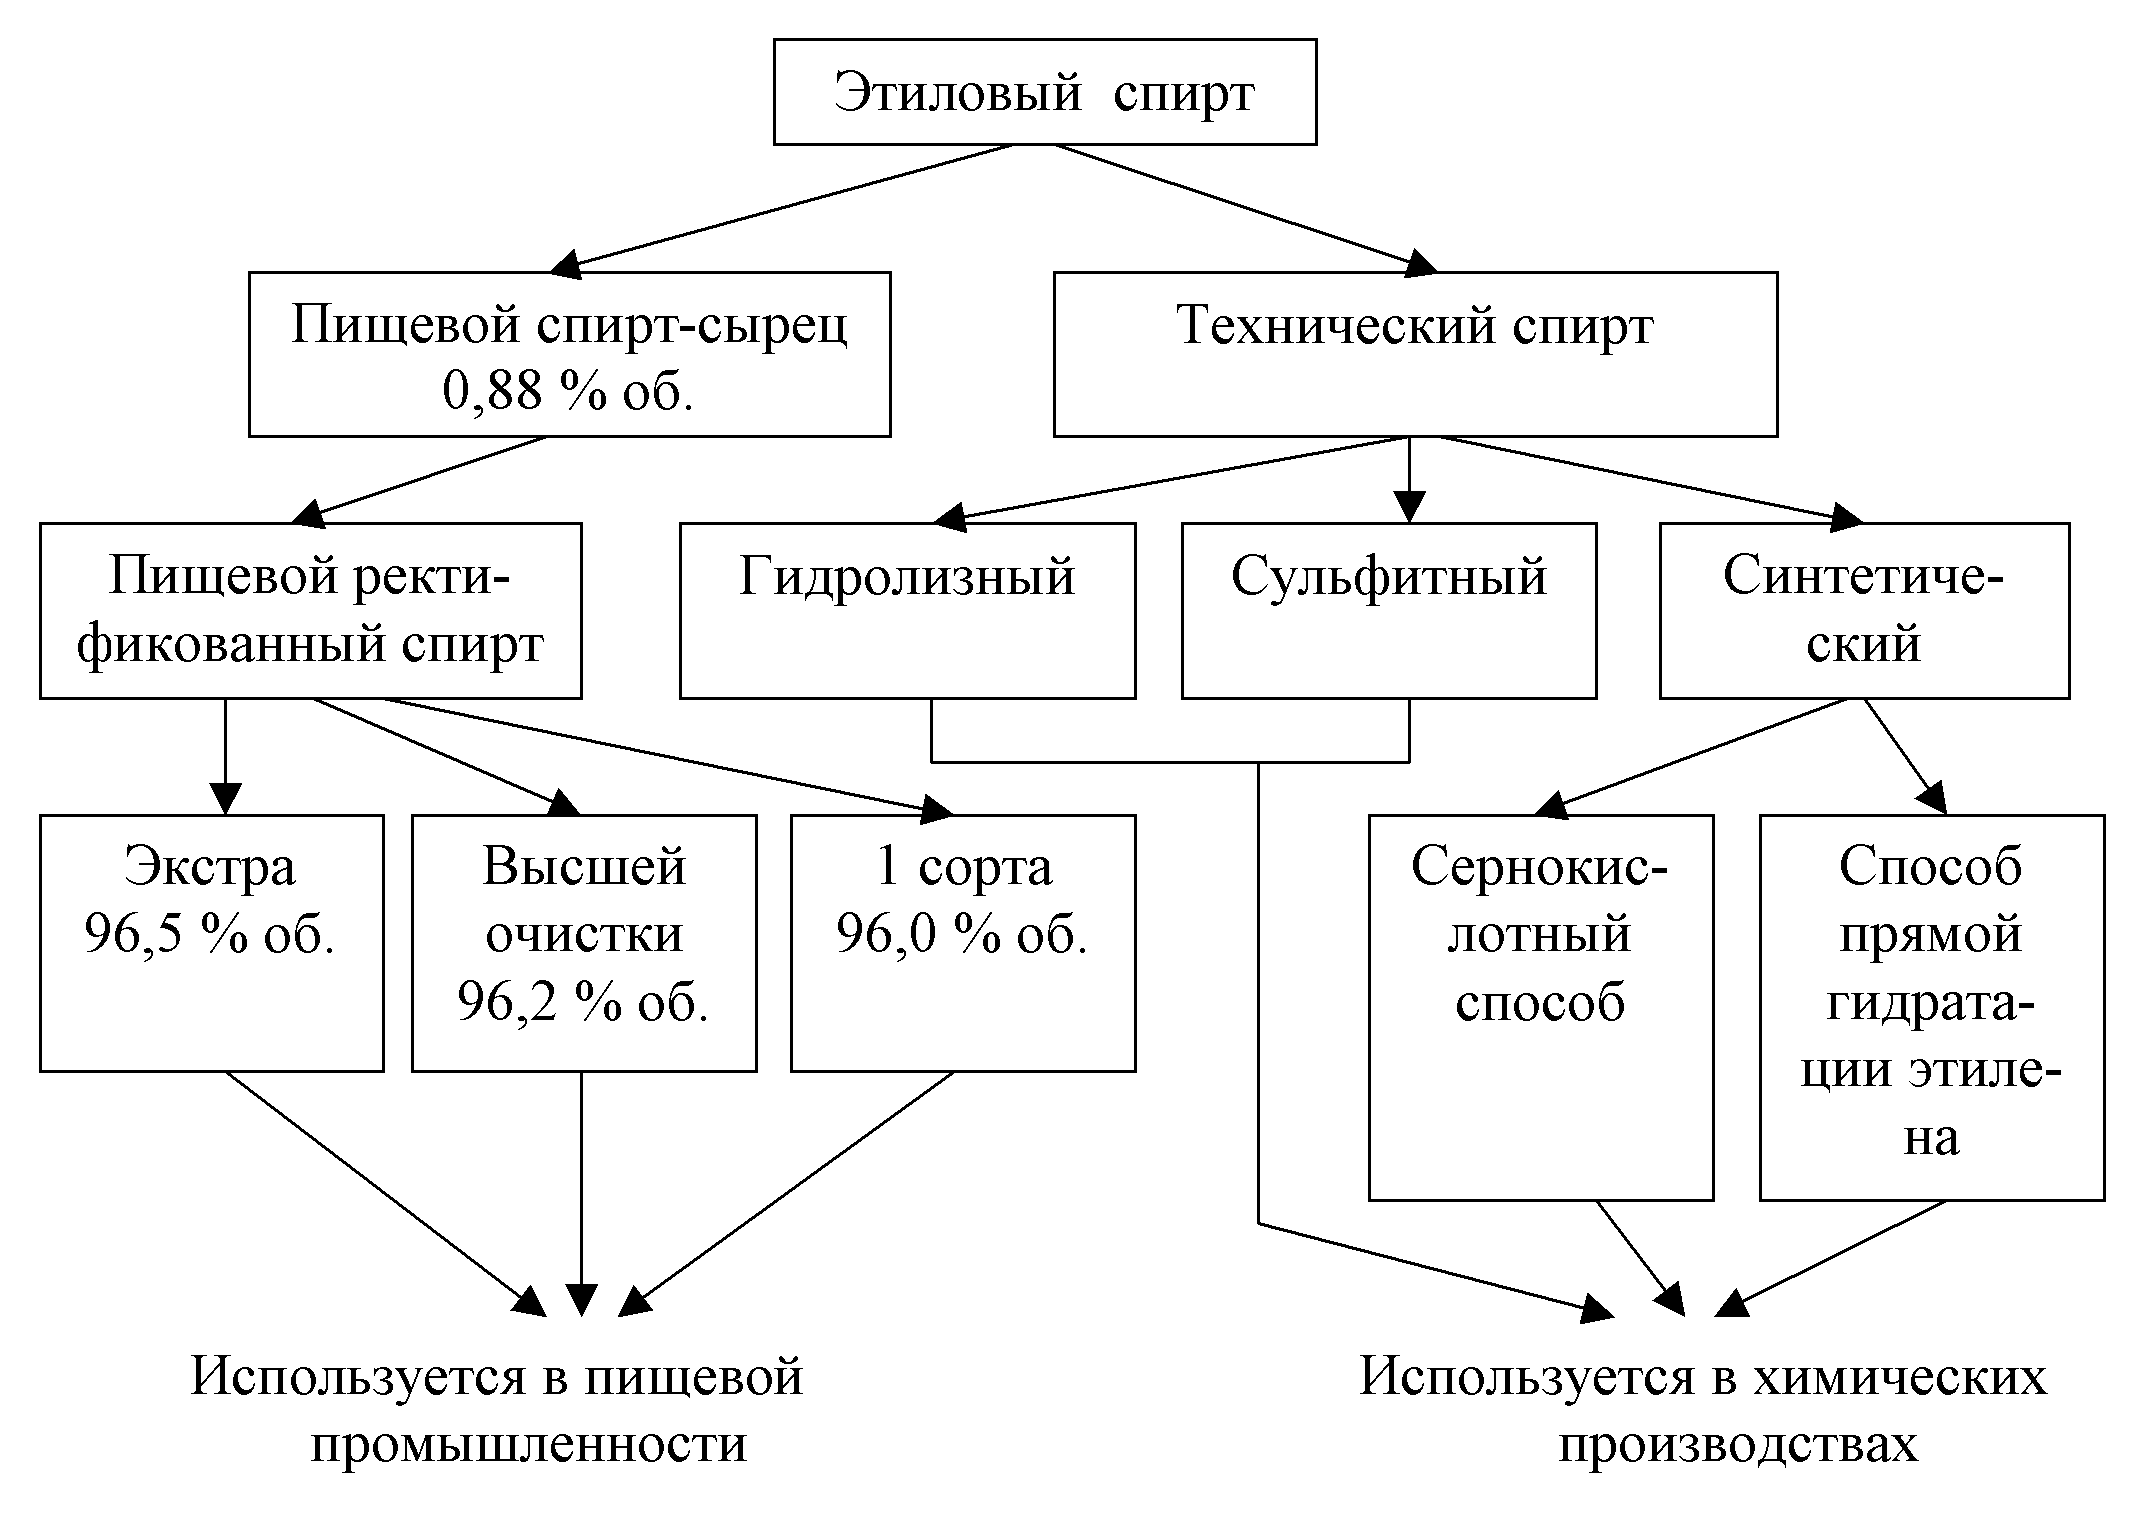 Этиловый спирт
Пищевой спирт-сырец
0,88 % об.
Технический спирт
Пищевой ректи-
фикованный спирт
Гидролизный
Сульфитный
Синтетиче-
ский
Экстра
96,5 % об.
Высшей
очистки
96,2 % об.
1 сорта
96,0 % об.
Сернокис-
лотный
способ
Способ
прямой
гидрата-
ции этиле-
на
Используется в пищевой
промышленности
Используется в химических
производствах